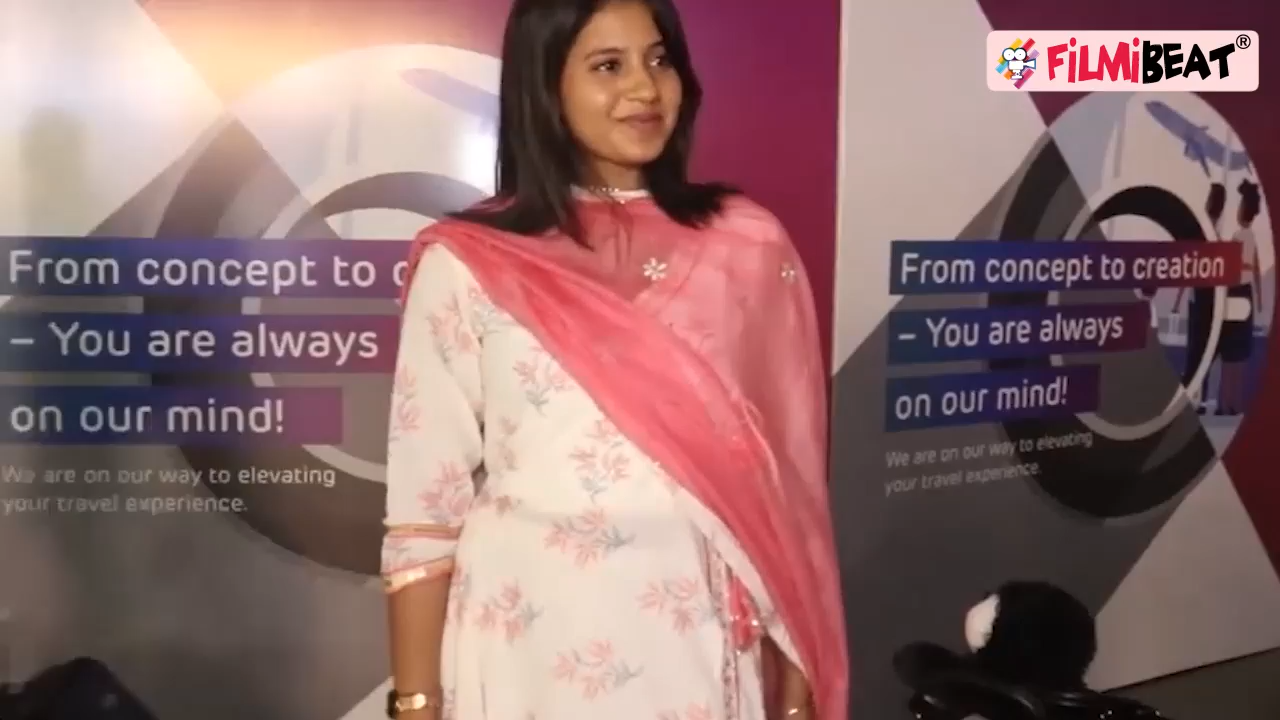 FILMIBEAT®
From concept to c
– You are always
on our mind!
We are on our way to elevating
your travel experience.
From concept to creation
– You are always
on our mind!
We are on our way to elevating
your travel experience.